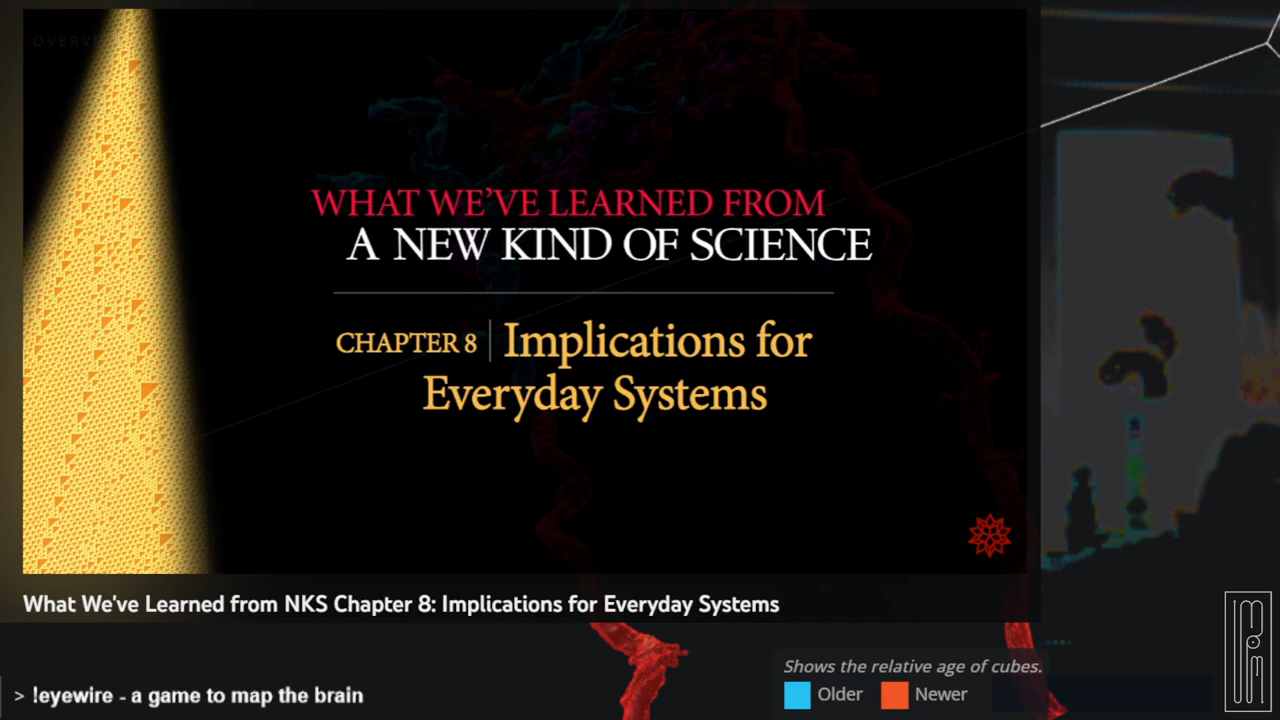 WHAT WE'VE LEARNED FROM
A NEW KIND OF SCIENCE
CHAPTER 8 | Implications for
Everyday Systems
What We've Learned from NKS Chapter 8: Implications for Everyday Systems
> !eyewire - a game to map the brain
Shows the relative age of cubes.
Older Newer